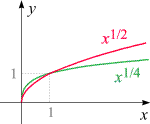 y
x^{1/2}
x^{1/4}
1
1
x